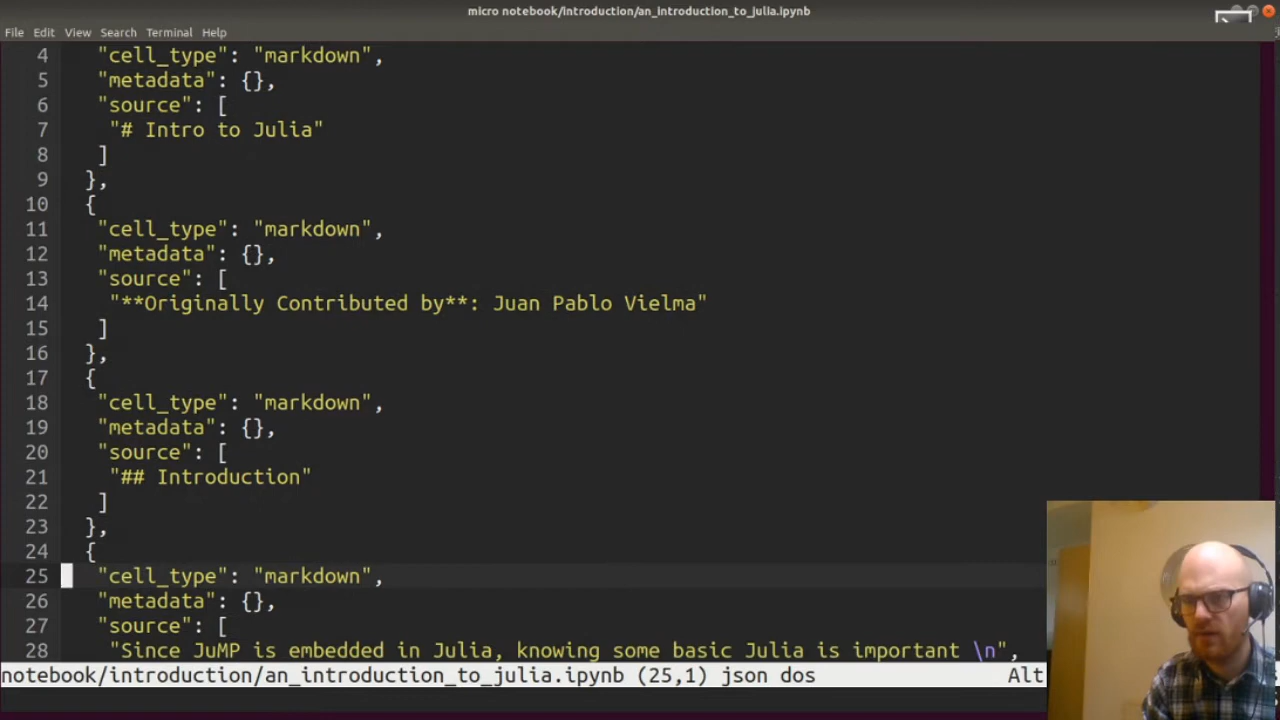 micro notebook/introduction/an_introduction_to_julia.ipynb
File Edit View Search Terminal Help
4 "cell_type": "markdown",
5 "metadata": {},
6 "source": [
7 "# Intro to Julia"
8 ]
9 },
10 {
11 "cell_type": "markdown",
12 "metadata": {},
13 "source": [
14 "**Originally Contributed by**: Juan Pablo Vielma"
15 ]
16 },
17 {
18 "cell_type": "markdown",
19 "metadata": {},
20 "source": [
21 "## Introduction"
22 ]
23 },
24 {
25 "cell_type": "markdown",
26 "metadata": {},
27 "source": [
28 "Since JuMP is embedded in Julia, knowing some basic Julia is important \n",
notebook/introduction/an_introduction_to_julia.ipynb (25,1) json dos Alt